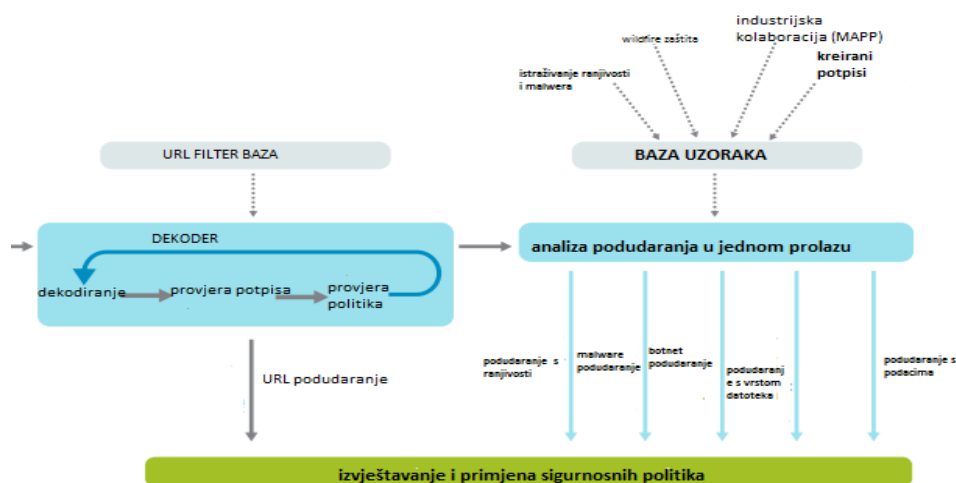 industrijska
kolaboracija (MAPP)
wildfire zaštita
kreirani
potpisi
istraživanje ranjivosti
i malwera
URL FILTER BAZA
BAZA UZORAKA
DEKODER
analiza podudaranja u jednom prolazu
dekodiranje
provjera potpisa
provjera
politika
podudaranje s
ranjivosti
malware
podudaranje
botnet
podudaranje
podudaranj
e s vrstom
datoteka
podudaranje s
podacima
URL podudaranje
izvještavanje i primjena sigurnosnih politika